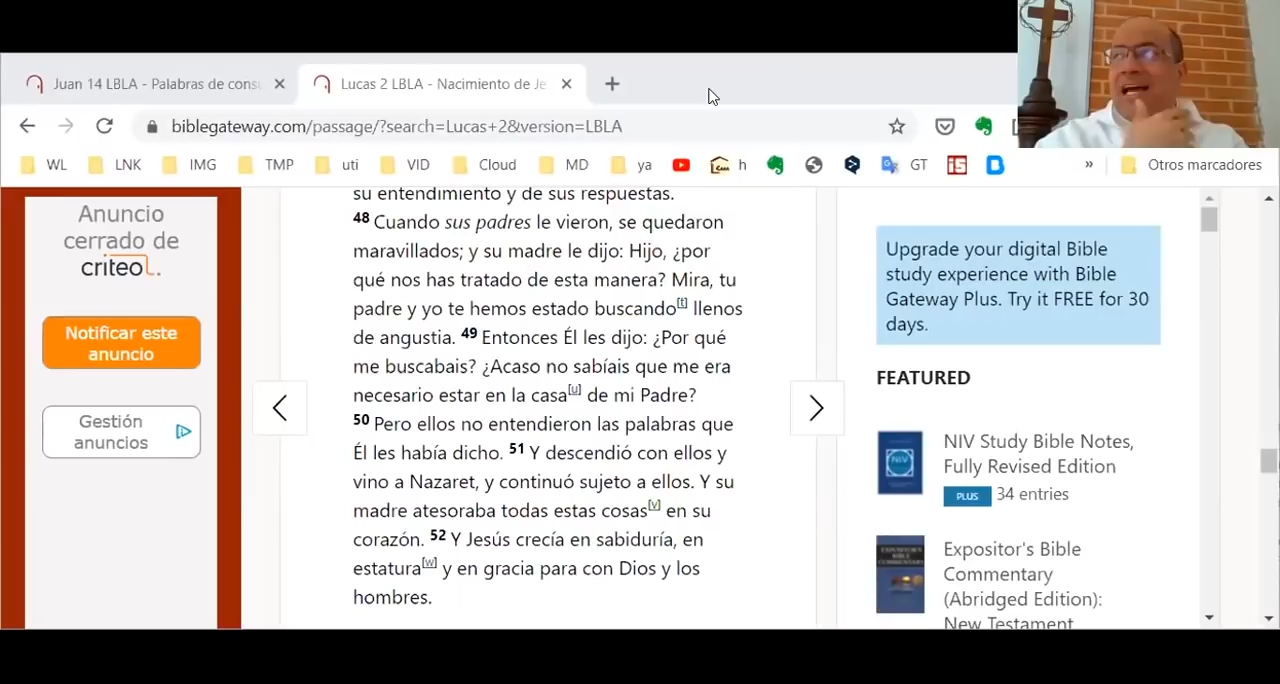 Juan 14 LBLA - Palabras de cons
Lucas 2 LBLA - Nacimiento de Je
biblegateway.com/passage/?search=Lucas+2&version=LBLA
WL LNK IMG TMP uti VID Cloud MD ya h GT » Otros marcadores
Anuncio
cerrado de
criteo
Notificar este
anuncio
Gestión
anuncios
su entendimiento y de sus respuestas.
48 Cuando sus padres le vieron, se quedaron
maravillados; y su madre le dijo: Hijo, ¿por
qué nos has tratado de esta manera? Mira, tu
padre y yo te hemos estado buscando[t] llenos
de angustia. 49 Entonces Él les dijo: ¿Por qué
me buscabais? ¿Acaso no sabíais que me era
necesario estar en la casa[u] de mi Padre?
50 Pero ellos no entendieron las palabras que
Él les había dicho. 51 Y descendió con ellos y
vino a Nazaret, y continuó sujeto a ellos. Y su
madre atesoraba todas estas cosas[v] en su
corazón. 52 Y Jesús crecía en sabiduría, en
estatura[w] y en gracia para con Dios y los
hombres.
Upgrade your digital Bible
study experience with Bible
Gateway Plus. Try it FREE for 30
days.
FEATURED
NIV
NIV Study Bible Notes,
Fully Revised Edition
PLUS 34 entries
Expositor's Bible
Commentary
(Abridged Edition):
New Testament